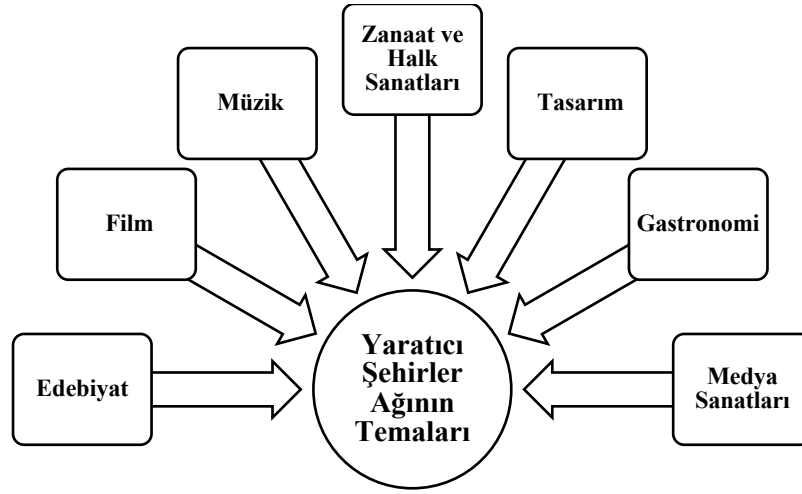 Zanaat ve
Halk
Sanatları
Müzik
Tasarım
Film
Gastronomi
Edebiyat
Yaratıcı
Şehirler
Ağının
Temaları
Medya
Sanatları